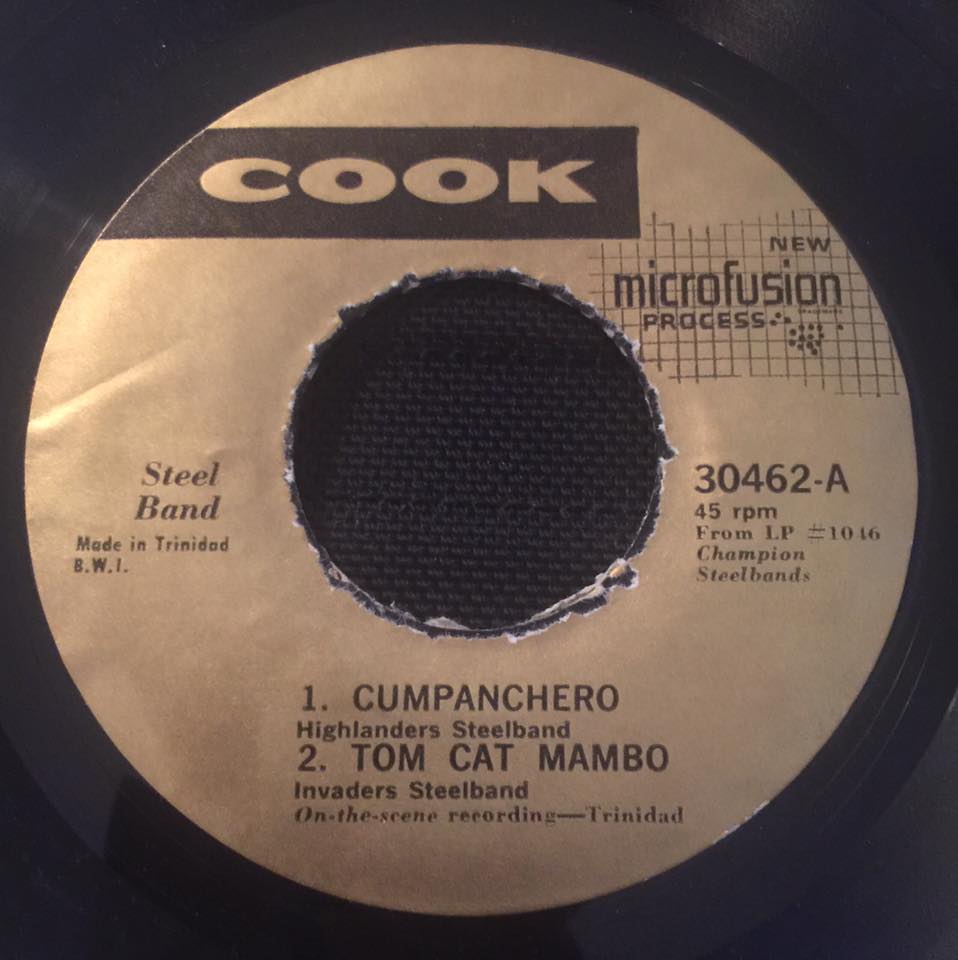 COOK
NEW
microfusion
TRADEMARK
PROCESS
Steel
Band
Made in Trinidad
B.W.I.
30462-A
45 rpm
From LP #1046
Champion
Steelbands
1. CUMPANCHERO
Highlanders Steelband
2. TOM CAT MAMBO
Invaders Steelband
On-the-scene recording—Trinidad